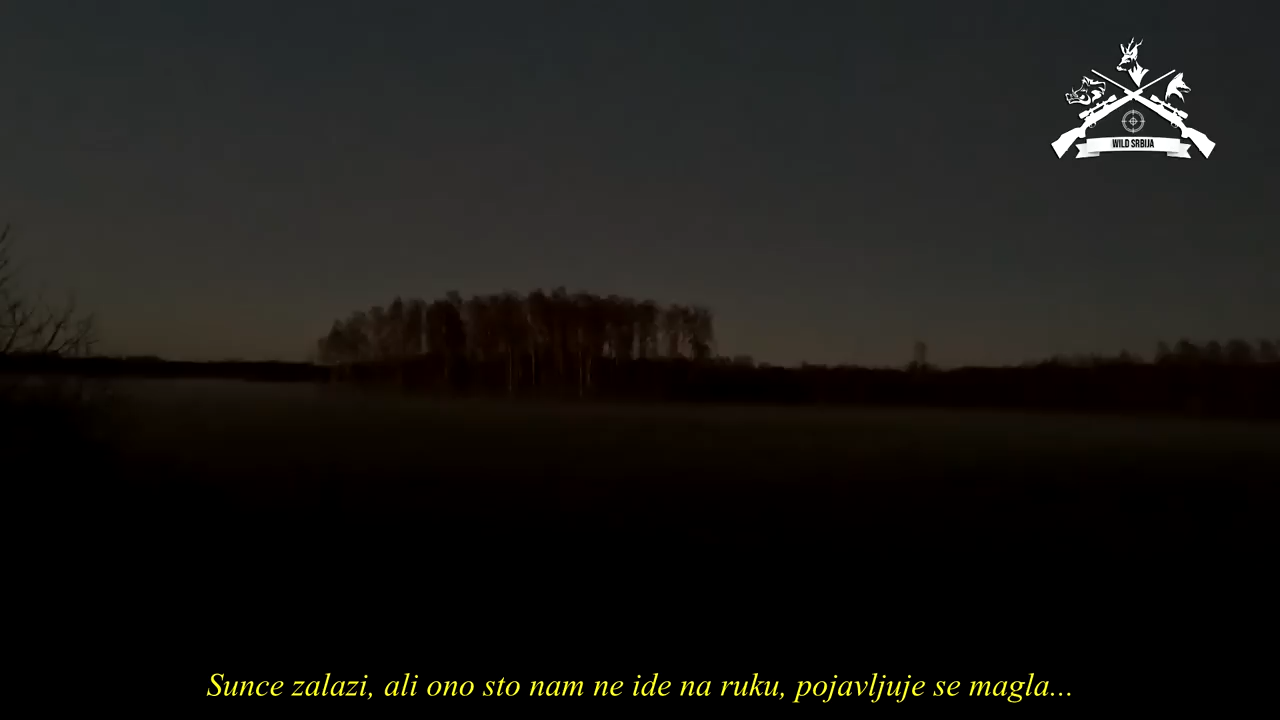 WILD SRBIJA
Sunce zalazi, ali ono sto nam ne ide na ruku, pojavljuje se magla...